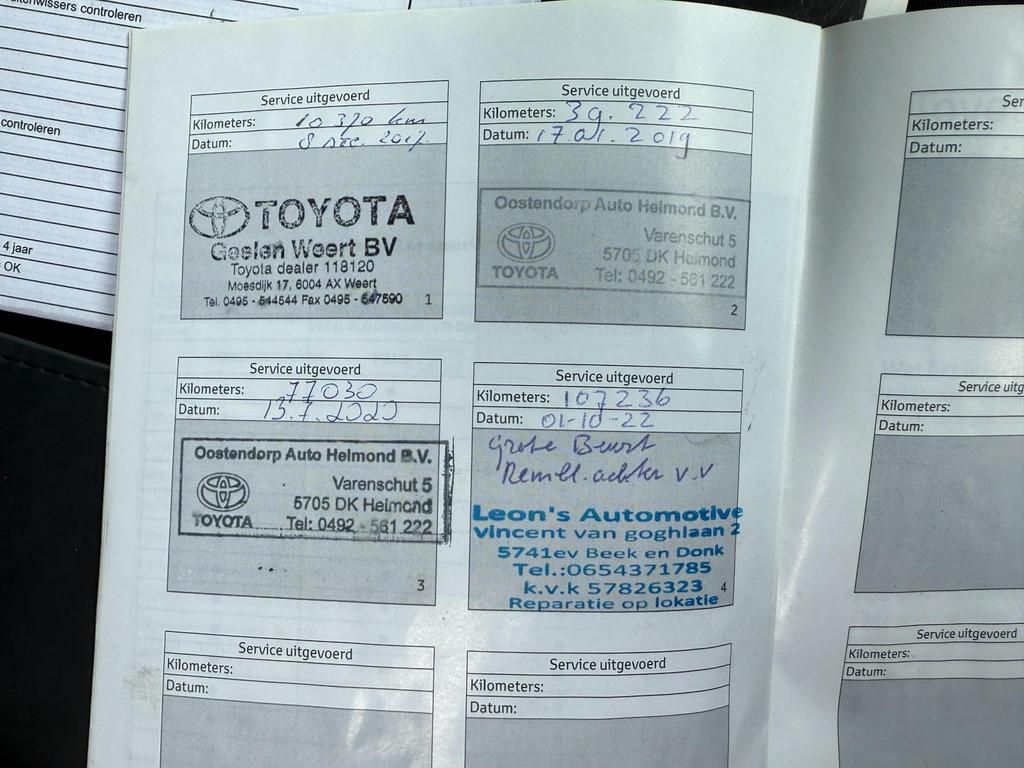 kenwissers controleren
controleren
4 jaar
OK
Service uitgevoerd
Kilometers: 10 370 km
Datum: 8 dec. 2017
TOYOTA
Geelen Weert BV
Toyota dealer 118120
Moesdijk 17, 6004 AX Weert
Tel. 0495 - 544544 Fax 0495 - 547590
1
Service uitgevoerd
Kilometers: 39.222
Datum: 17.01.2019
Oostendorp Auto Helmond B.V.
Varenschut 5
5705 DK Helmond
TOYOTA Tel: 0492 - 561 222
2
Service uitgevoerd
Kilometers: 77030
Datum: 13.7.2020
Oostendorp Auto Helmond B.V.
Varenschut 5
5705 DK Helmond
TOYOTA Tel: 0492 - 561 222
3
Service uitgevoerd
Kilometers: 107236
Datum: 01-10-22
Grote Beurt
Rembl. achter v.v
Leon's Automotive
Vincent van goghlaan 2
5741ev Beek en Donk
Tel.:0654371785
k.v.k 57826323
4
Reparatie op lokatie
Service uitgevoerd
Kilometers:
Datum:
Service uitgevoerd
Kilometers:
Datum:
Ser
Kilometers:
Datum:
Service uitg
Kilometers:
Datum:
Service uitgevoerd
Kilometers:
Datum: